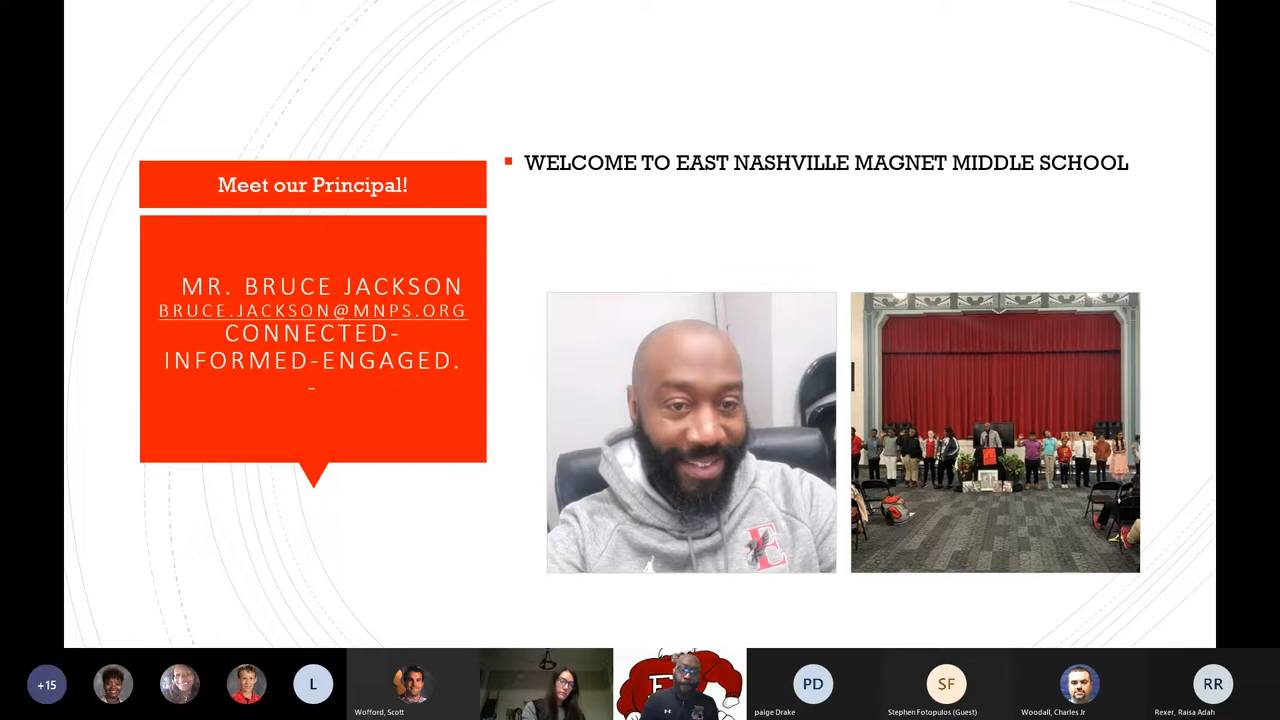 WELCOME TO EAST NASHVILLE MAGNET MIDDLE SCHOOL
Meet our Principal!
MR. BRUCE JACKSON
BRUCE.JACKSON@MNPS.ORG
CONNECTED-
INFORMED-ENGAGED.
-
E
+15
L
Wofford, Scott
PD
paige Drake
SF
Stephen Fotopulos (Guest)
Woodall, Charles Jr
RR
Rexer, Raisa Adah